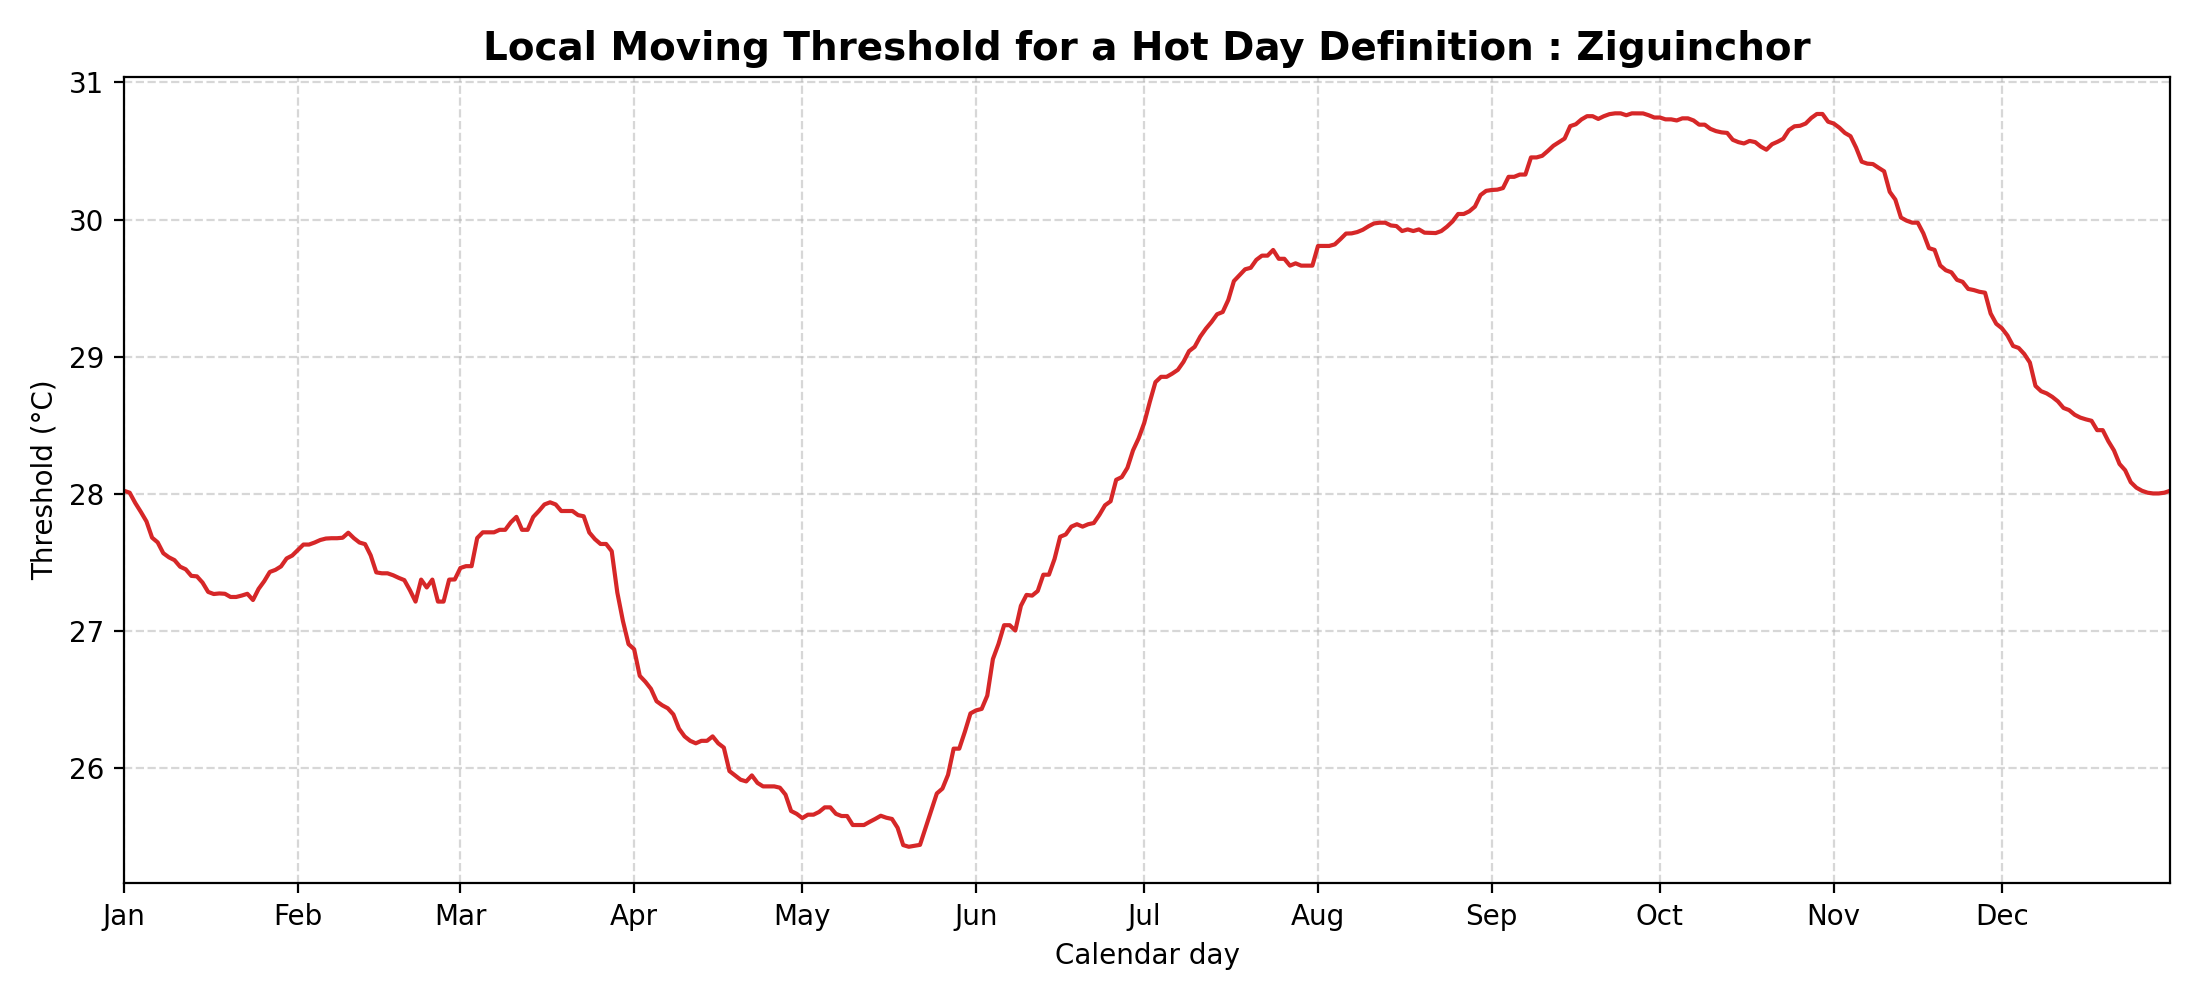 Local Moving Threshold for a Hot Day Definition : Ziguinchor
Threshold (°C)
31
30
29
28
27
26
Jan Feb Mar Apr May Jun Jul Aug Sep Oct Nov Dec
Calendar day